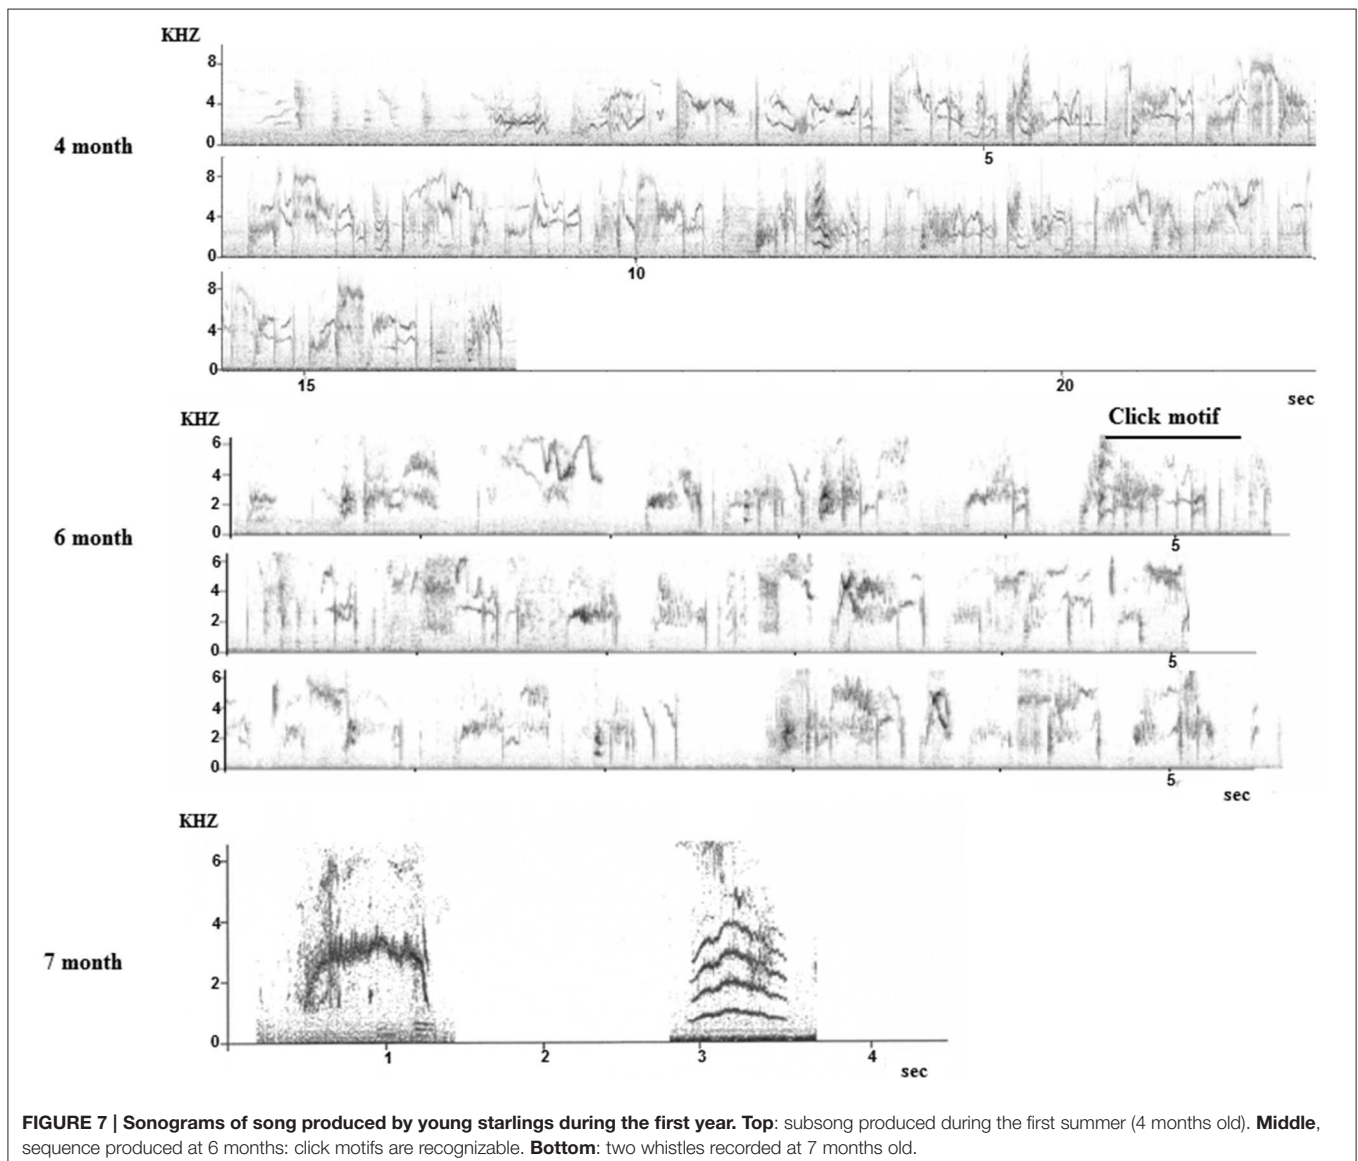 KHZ
8
4
0
5
4 month
8
4
0
10
8
4
0
15 20
sec
KHZ
Click motif
6
4
2
0
5
6 month
6
4
2
0
5
6
4
2
0
5
sec
KHZ
6
4
2
0
7 month
1 2 3 4
sec
FIGURE 7 | Sonograms of song produced by young starlings during the first year. Top: subsong produced during the first summer (4 months old). Middle,
sequence produced at 6 months: click motifs are recognizable. Bottom: two whistles recorded at 7 months old.